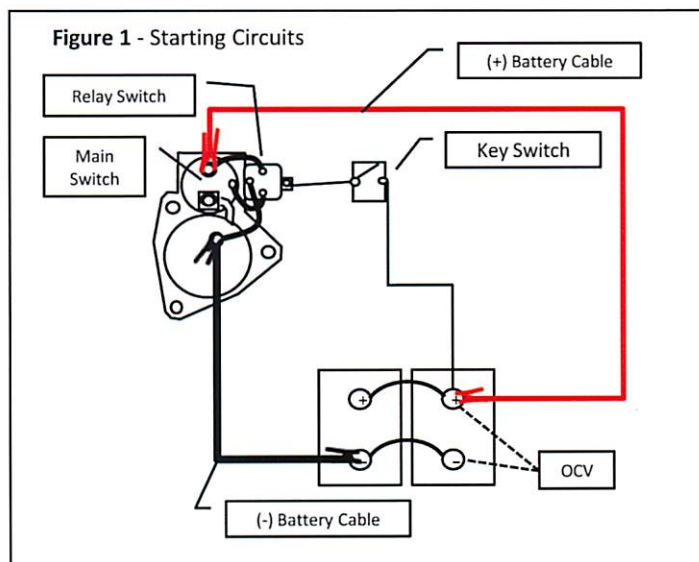 Figure 1 - Starting Circuits
(+) Battery Cable
Relay Switch
Main
Switch
Key Switch
+
+
-
-
OCV
(-) Battery Cable